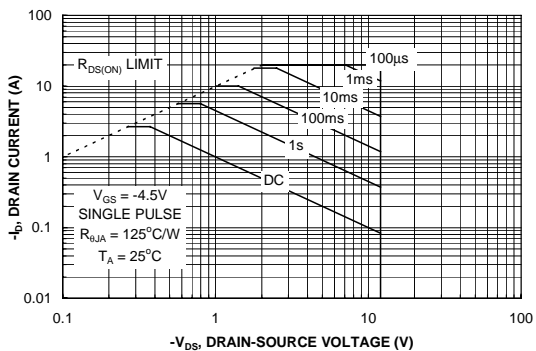 100
R_DS(ON) LIMIT
100µs
1ms
10
10ms
100ms
1s
1
DC
V_GS = -4.5V
SINGLE PULSE
R_θJA = 125°C/W
T_A = 25°C
0.1
0.01
0.1
1
10
100
-I_D, DRAIN CURRENT (A)
-V_DS, DRAIN-SOURCE VOLTAGE (V)